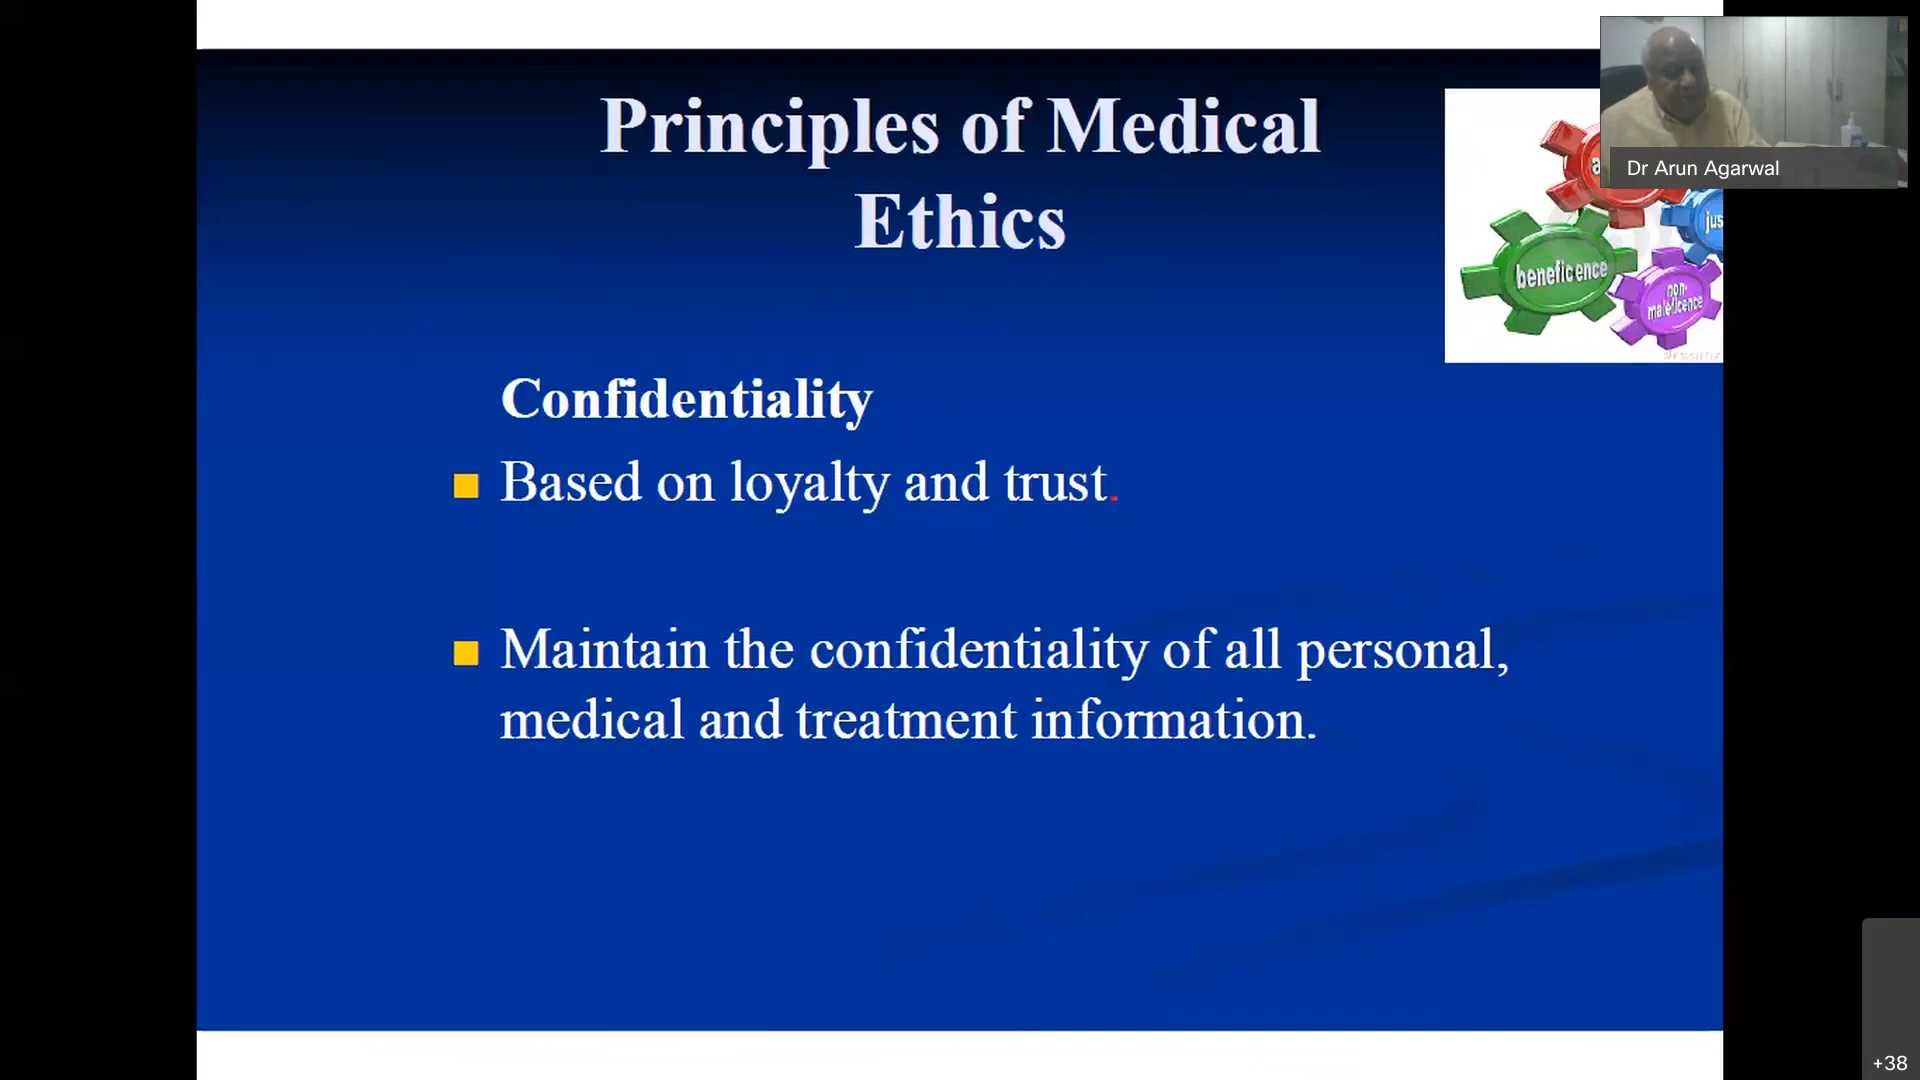 Principles of Medical
Ethics
Dr Arun Agarwal
beneficence
non-
maleficence
Confidentiality
Based on loyalty and trust.
Maintain the confidentiality of all personal,
medical and treatment information.
+38